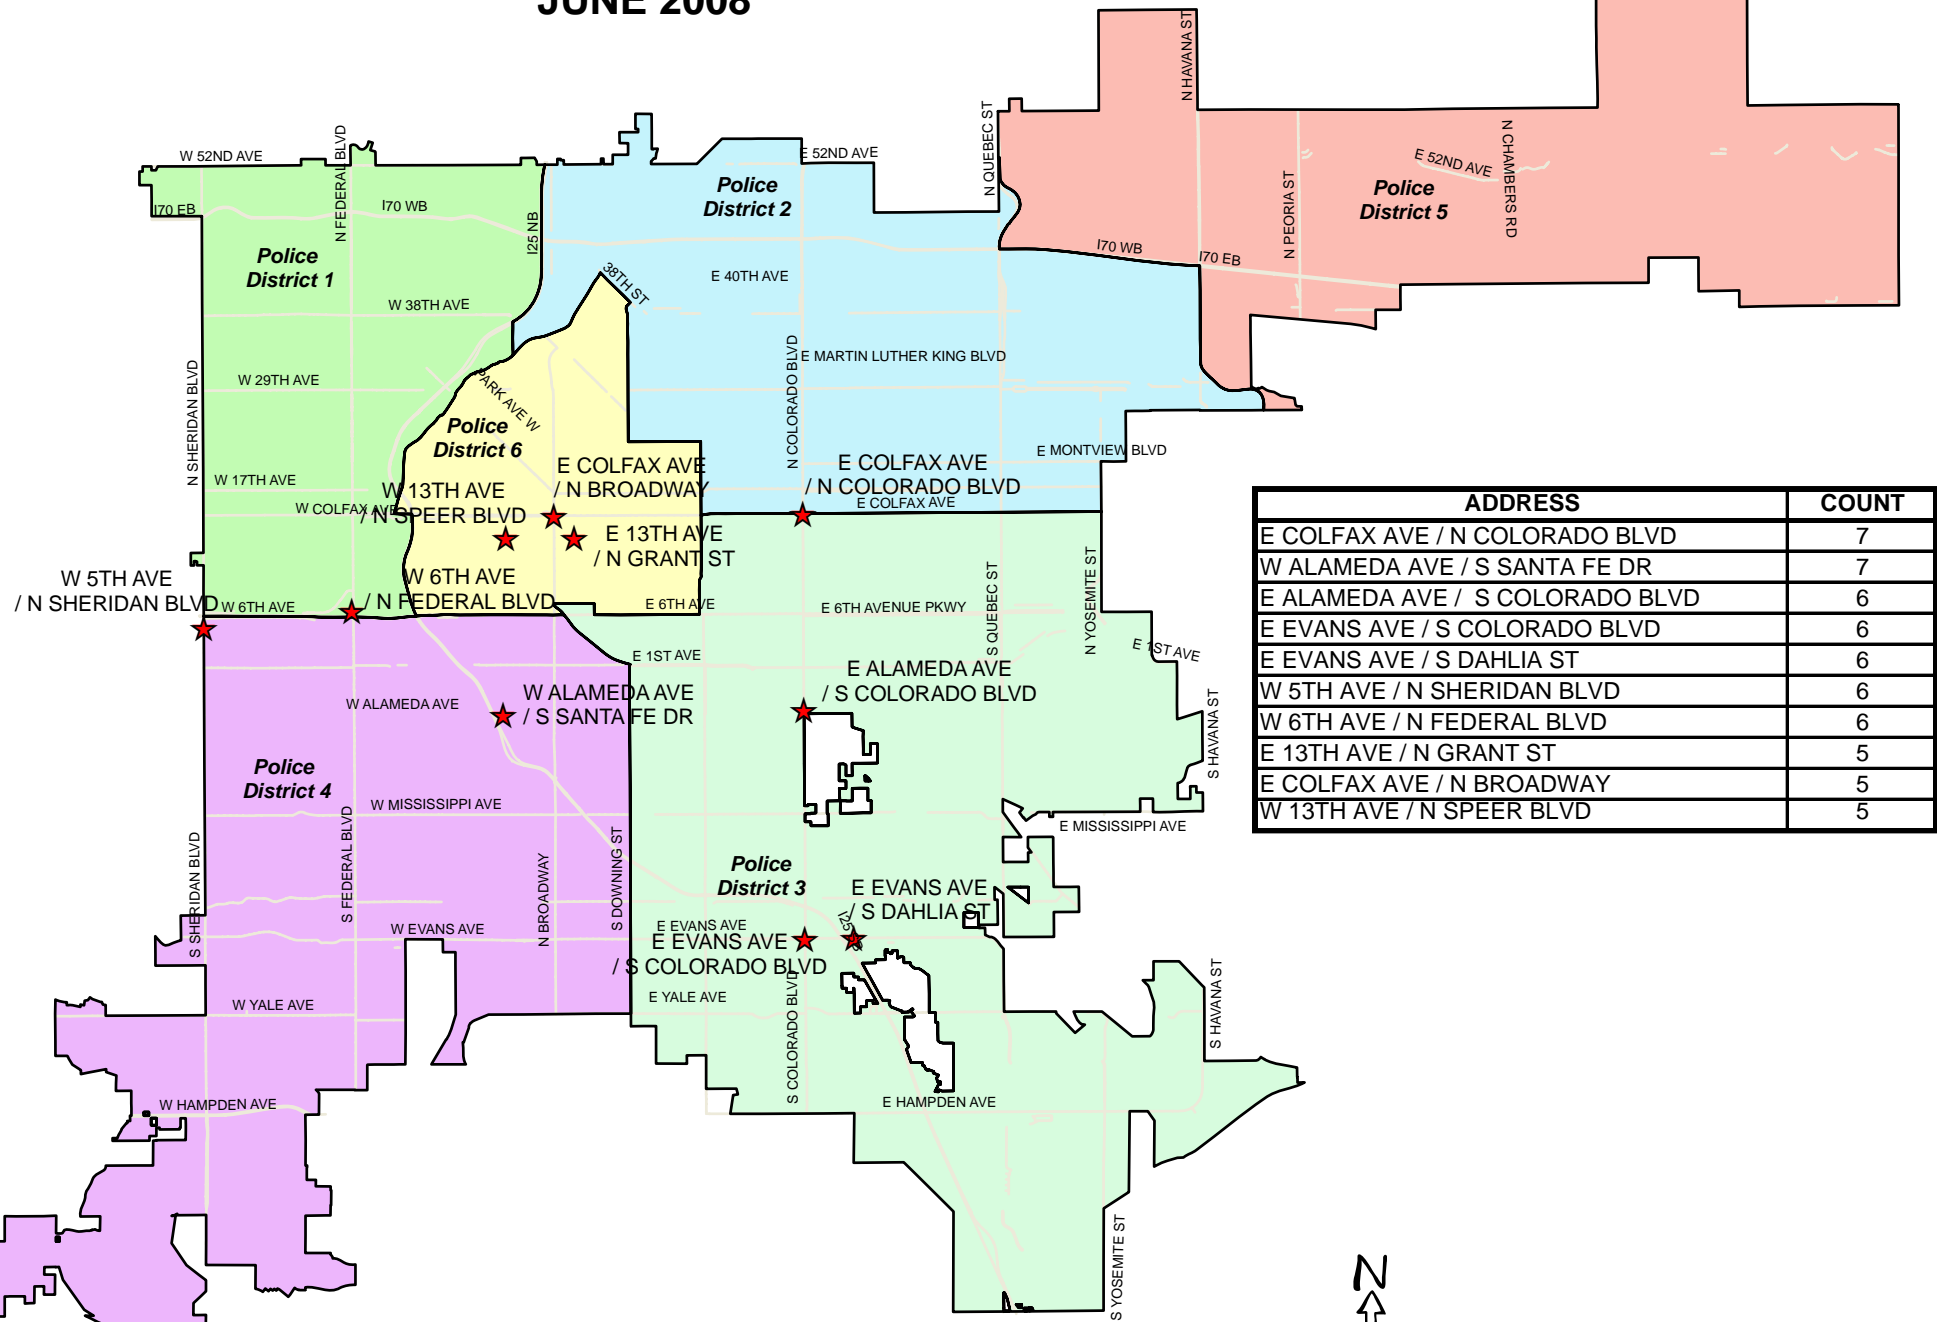 JUNE 2008
N HAVANA ST
N QUEBEC ST
N FEDERAL BLVD
W 52ND AVE
E 52ND AVE
E 52ND AVE
N CHAMBERS RD
Police
District 2
Police
District 5
I70 EB
I70 WB
I25 NB
N PEORIA ST
I70 WB
I70 EB
Police
District 1
38TH ST
E 40TH AVE
W 38TH AVE
N SHERIDAN BLVD
N COLORADO BLVD
E MARTIN LUTHER KING BLVD
W 29TH AVE
PARK AVE W
Police
District 6
E MONTVIEW BLVD
E COLFAX AVE
/ N BROADWAY
E COLFAX AVE
/ N COLORADO BLVD
W 17TH AVE
W 13TH AVE
/ N SPEER BLVD
W COLFAX AVE
E COLFAX AVE
E 13TH AVE
/ N GRANT ST
ADDRESS COUNT
E COLFAX AVE / N COLORADO BLVD 7
W ALAMEDA AVE / S SANTA FE DR 7
E ALAMEDA AVE / S COLORADO BLVD 6
E EVANS AVE / S COLORADO BLVD 6
E EVANS AVE / S DAHLIA ST 6
W 5TH AVE / N SHERIDAN BLVD 6
W 6TH AVE / N FEDERAL BLVD 6
E 13TH AVE / N GRANT ST 5
E COLFAX AVE / N BROADWAY 5
W 13TH AVE / N SPEER BLVD 5
W 5TH AVE
/ N SHERIDAN BLVD
W 6TH AVE
W 6TH AVE
/ N FEDERAL BLVD
E 6TH AVE
E 6TH AVENUE PKWY
S QUEBEC ST
N YOSEMITE ST
E 1ST AVE
E 1ST AVE
E ALAMEDA AVE
/ S COLORADO BLVD
W ALAMEDA AVE
W ALAMEDA AVE
/ S SANTA FE DR
S HAVANA ST
Police
District 4
W MISSISSIPPI AVE
E MISSISSIPPI AVE
S SHERIDAN BLVD
S FEDERAL BLVD
N BROADWAY
S DOWNING ST
Police
District 3
E EVANS AVE
/ S DAHLIA ST
W EVANS AVE
E EVANS AVE
E EVANS AVE
/ S COLORADO BLVD
S COLORADO BLVD
S HAVANA ST
W YALE AVE
E YALE AVE
W HAMPDEN AVE
E HAMPDEN AVE
S YOSEMITE ST
N